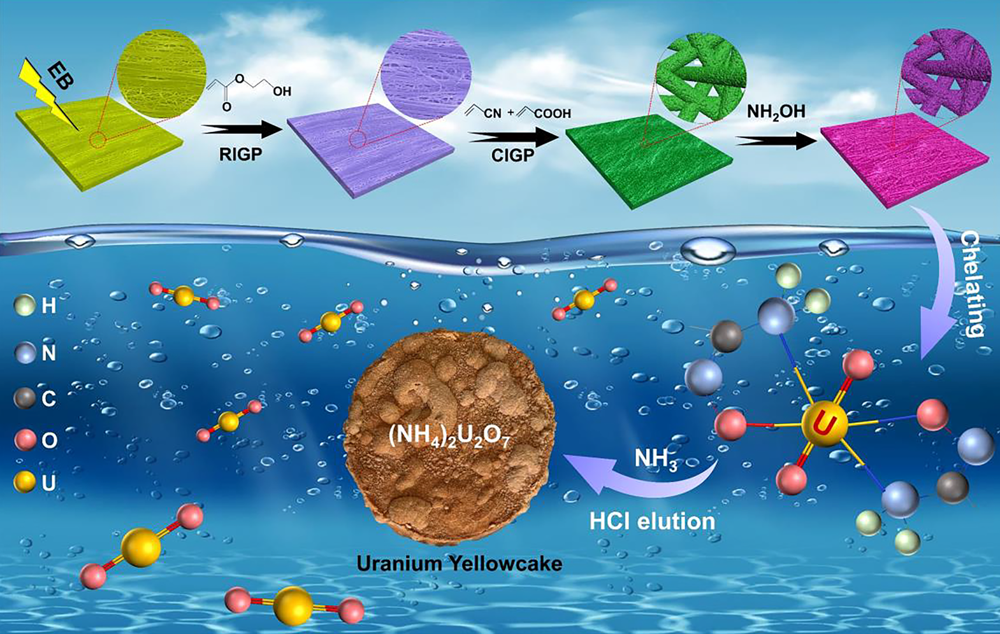 EB
O
OH
O
RIGP
CN + COOH
CIGP
NH₂OH
Chelating
H
N
C
O
U
U
(NH₄)₂U₂O₇
NH₃
HCl elution
Uranium Yellowcake